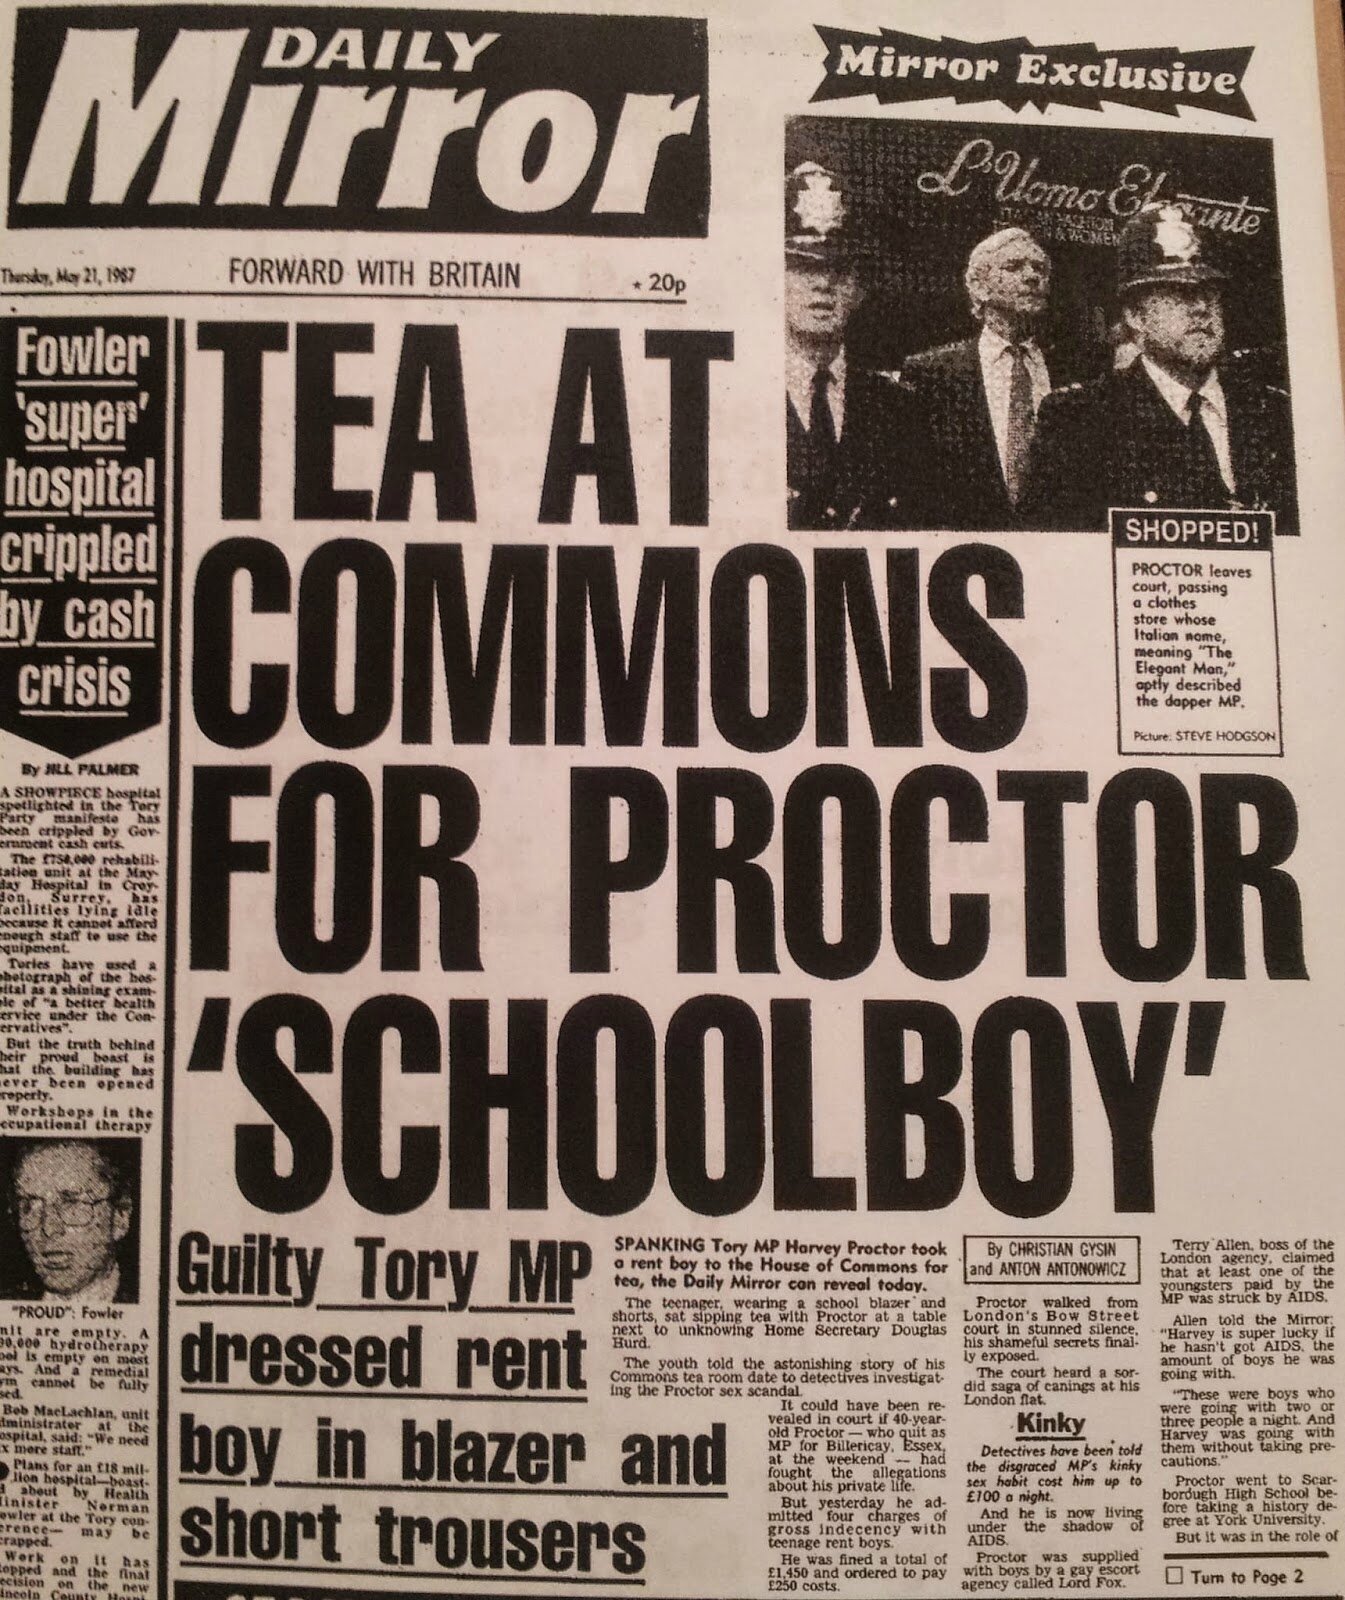 DAILY
Mirror
Mirror Exclusive
L'Uomo Elegante
Thursday, May 21, 1987
FORWARD WITH BRITAIN
* 20p
Fowler
'super'
hospital
crippled
by cash
crisis
By JILL PALMER
A SHOWPIECE hospital
spotlighted in the Tory
Party manifesto has
been crippled by Gov-
ernment cash cuts.
The £750,000 rehabili-
tation unit at the May-
day Hospital in Croy-
don, Surrey, has
facilities lying idle
because it cannot afford
enough staff to use the
equipment.
Tories have used a
photograph of the hos-
pital as a shining exam-
ple of "a better health
service under the Con-
servatives".
But the truth behind
their proud boast is
that the building has
never been opened
properly.
Workshops in the
occupational therapy
"PROUD": Fowler
unit are empty. A
hydrotherapy
pool is empty on most
days. And a remedial
gym cannot be fully
used.
Bob MacLachlan, unit
administrator at the
hospital, said: "We need
six more staff."
Plans for an £18 mil-
lion hospital—boast-
ed about by Health
Minister Norman
Fowler at the Tory con-
ference— may be
scrapped.
Work on it has
stopped and the final
decision on the new
Lincoln County
TEA AT
COMMONS
FOR PROCTOR
'SCHOOLBOY'
SHOPPED!
PROCTOR leaves
court, passing
a clothes
store whose
Italian name,
meaning "The
Elegant Man,"
aptly described
the dapper MP.
Picture: STEVE HODGSON
Guilty Tory MP
dressed rent
boy in blazer and
short trousers
SPANKING Tory MP Harvey Proctor took
a rent boy to the House of Commons for
tea, the Daily Mirror can reveal today.
The teenager, wearing a school blazer and
shorts, sat sipping tea with Proctor at a table
next to unknowing Home Secretary Douglas
Hurd.
The youth told the astonishing story of his
Commons tea room date to detectives investigat-
ing the Proctor sex scandal.
It could have been re-
vealed in court if 40-year-
old Proctor — who quit as
MP for Billericay, Essex,
at the weekend — had
fought the allegations
about his private life.
But yesterday he ad-
mitted four charges of
gross indecency with
teenage rent boys.
He was fined a total of
£1,450 and ordered to pay
£250 costs.
By CHRISTIAN GYSIN
and ANTON ANTONOWICZ
Proctor walked from
London's Bow Street
court in stunned silence,
his shameful secrets final-
ly exposed.
The court heard a sor-
did saga of canings at his
London flat.
Kinky
Detectives have been told
the disgraced MP's kinky
sex habit cost him up to
£100 a night.
And he is now living
under the shadow of
AIDS.
Proctor was supplied
with boys by a gay escort
agency called Lord Fox.
Terry Allen, boss of the
London agency, claimed
that at least one of the
youngsters paid by the
MP was struck by AIDS.
Allen told the Mirror:
"Harvey is super lucky if
he hasn't got AIDS, the
amount of boys he was
going with.
"These were boys who
were going with two or
three people a night. And
Harvey was going with
them without taking pre-
cautions."
Proctor went to Scar-
borough High School be-
fore taking a history de-
gree at York University.
But it was in the role of
Turn to Page 2